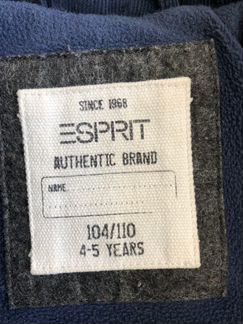 SINCE 1968
ESPRIT
AUTHENTIC BRAND
NAME
104/110
4-5 YEARS